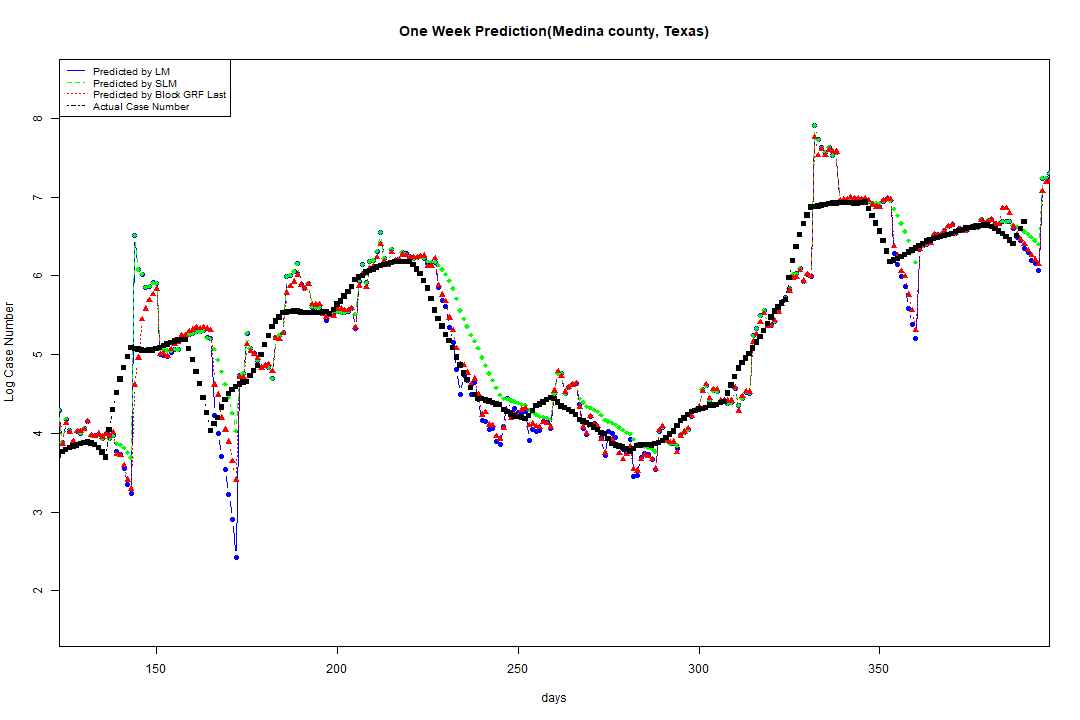 One Week Prediction(Medina county, Texas)
Predicted by LM
Predicted by SLM
Predicted by Block GRF Last
Actual Case Number
8
7
6
5
4
3
2
Log Case Number
150 200 250 300 350
days